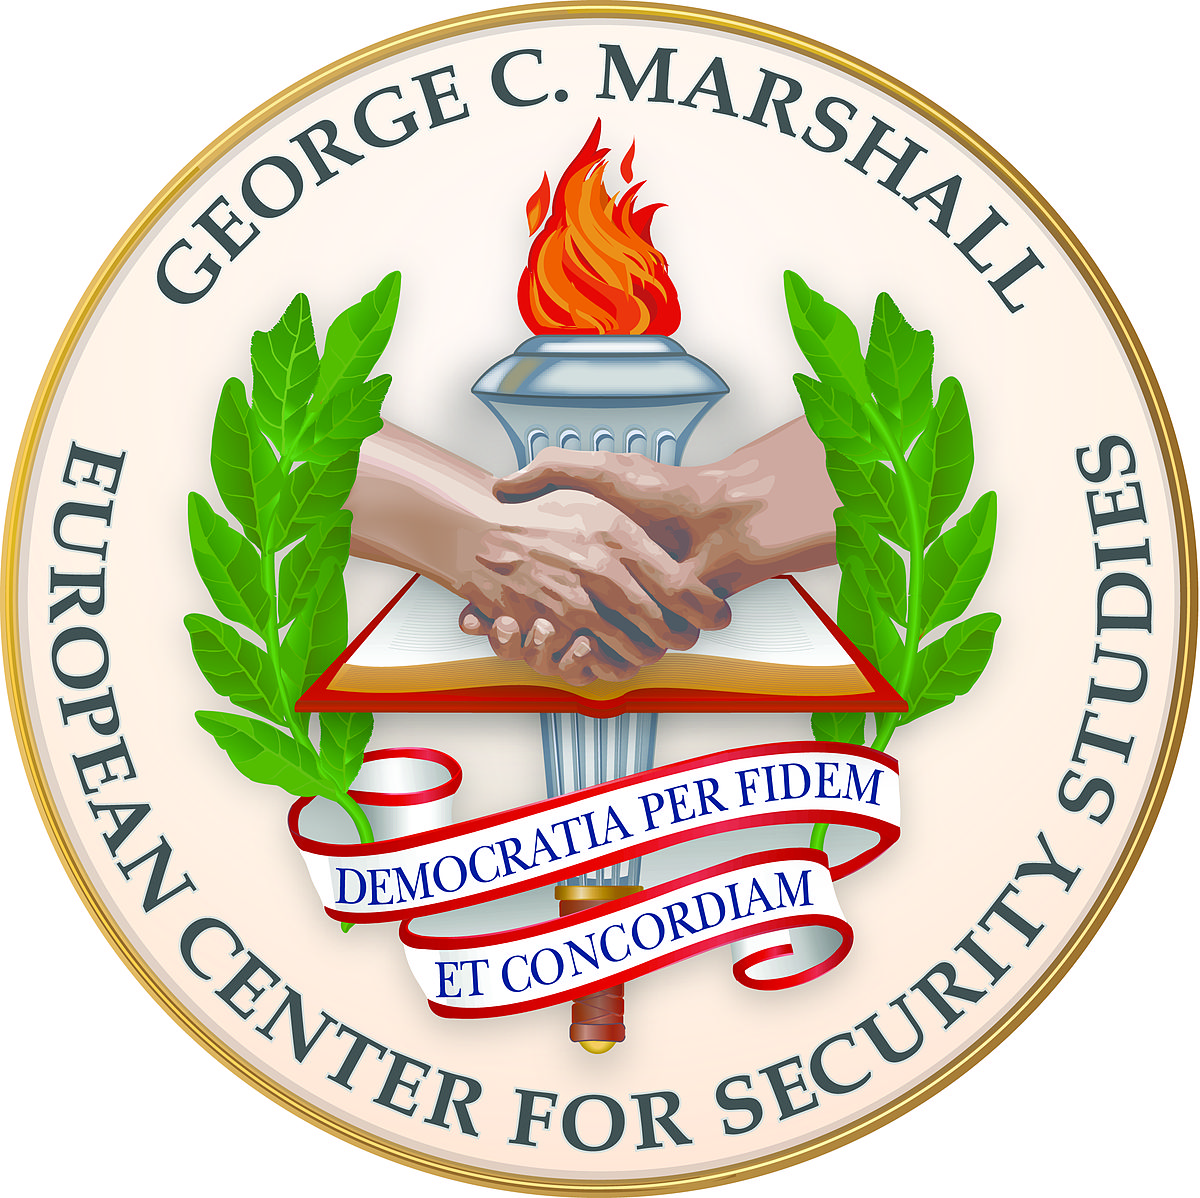 GEORGE C. MARSHALL
EUROPEAN CENTER FOR SECURITY STUDIES
DEMOCRATIA PER FIDEM
ET CONCORDIAM